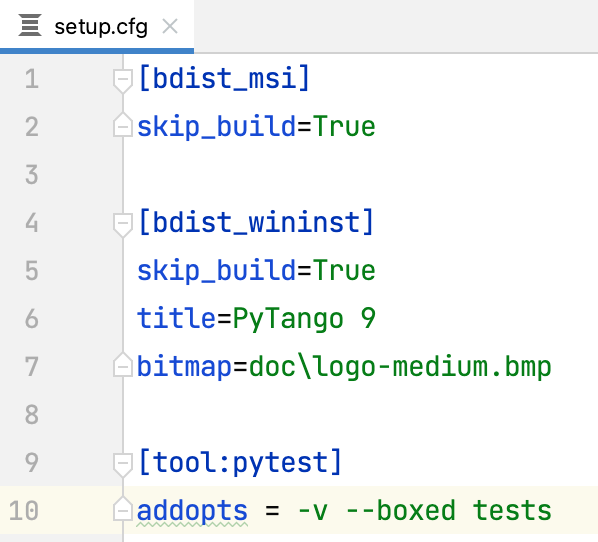 setup.cfg
1 [bdist_msi]
2 skip_build=True
3
4 [bdist_wininst]
5 skip_build=True
6 title=PyTango 9
7 bitmap=doc\logo-medium.bmp
8
9 [tool:pytest]
10 addopts = -v --boxed tests